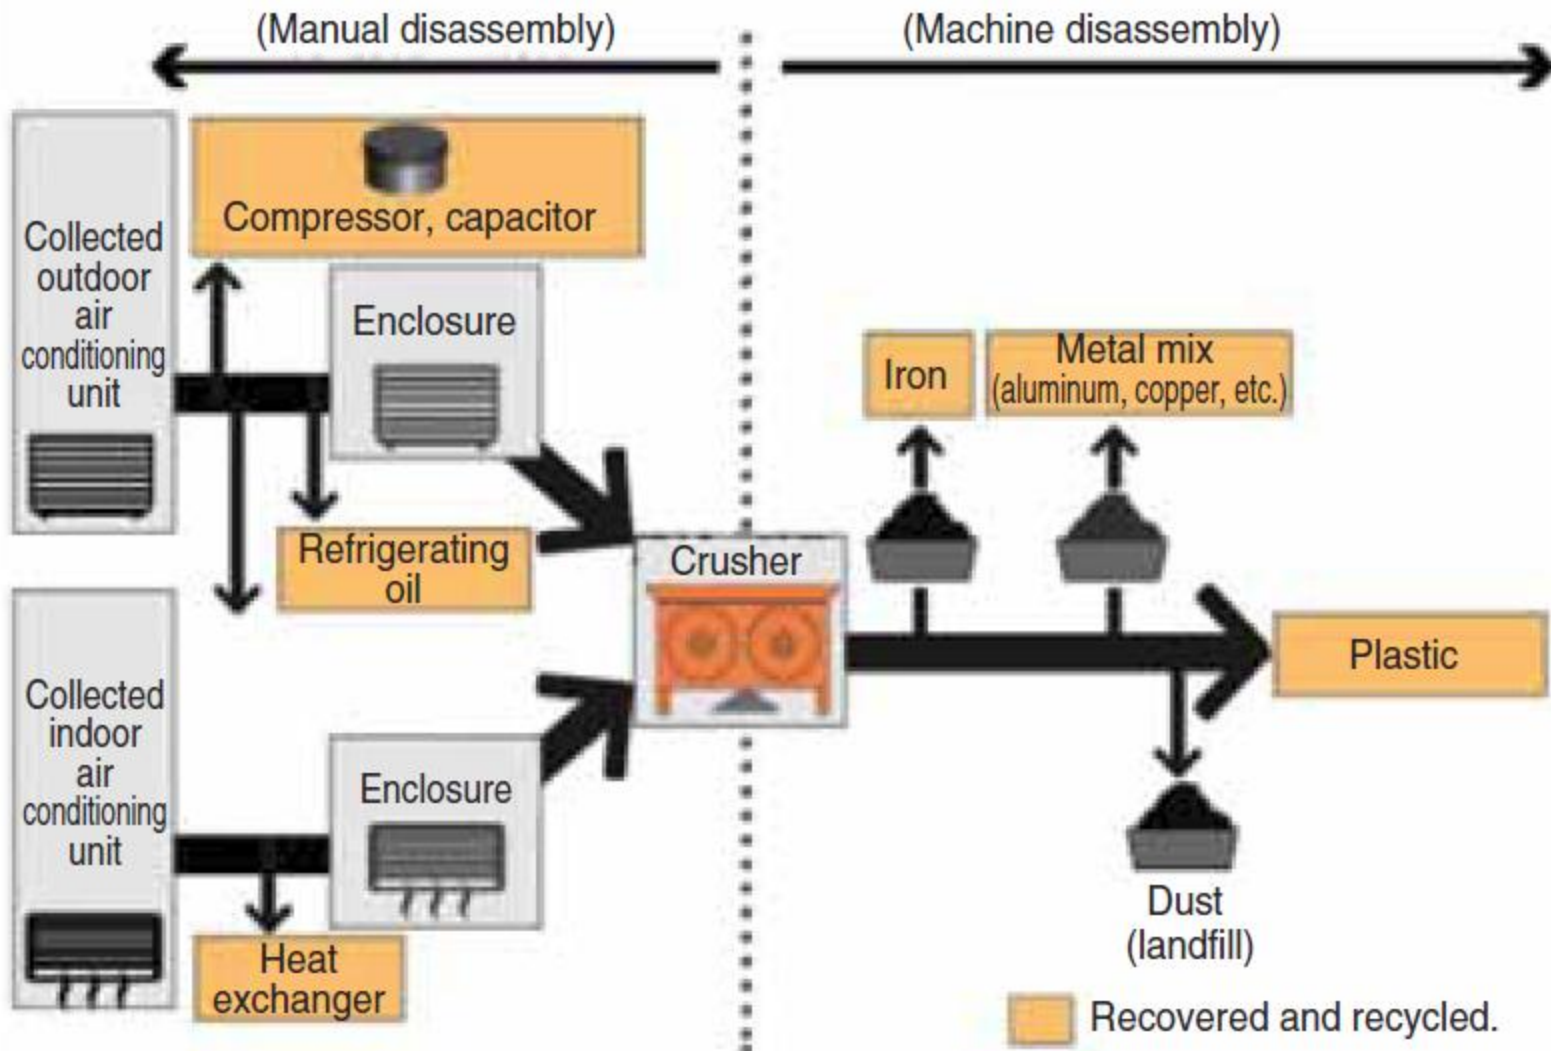 (Manual disassembly)
(Machine disassembly)
Collected
outdoor
air
conditioning
unit
Compressor, capacitor
Enclosure
Refrigerating
oil
Collected
indoor
air
conditioning
unit
Enclosure
Heat
exchanger
Crusher
Iron
Metal mix
(aluminum, copper, etc.)
Plastic
Dust
(landfill)
Recovered and recycled.